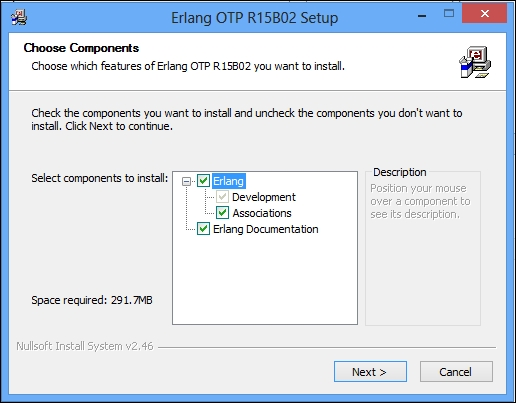 Erlang OTP R15B02 Setup
Choose Components
Choose which features of Erlang OTP R15B02 you want to install.
Check the components you want to install and uncheck the components you don't want to
install. Click Next to continue.
Select components to install:
Erlang
Development
Associations
Erlang Documentation
Description
Position your mouse
over a component to
see its description.
Space required: 291.7MB
Nullsoft Install System v2.46
Next >
Cancel